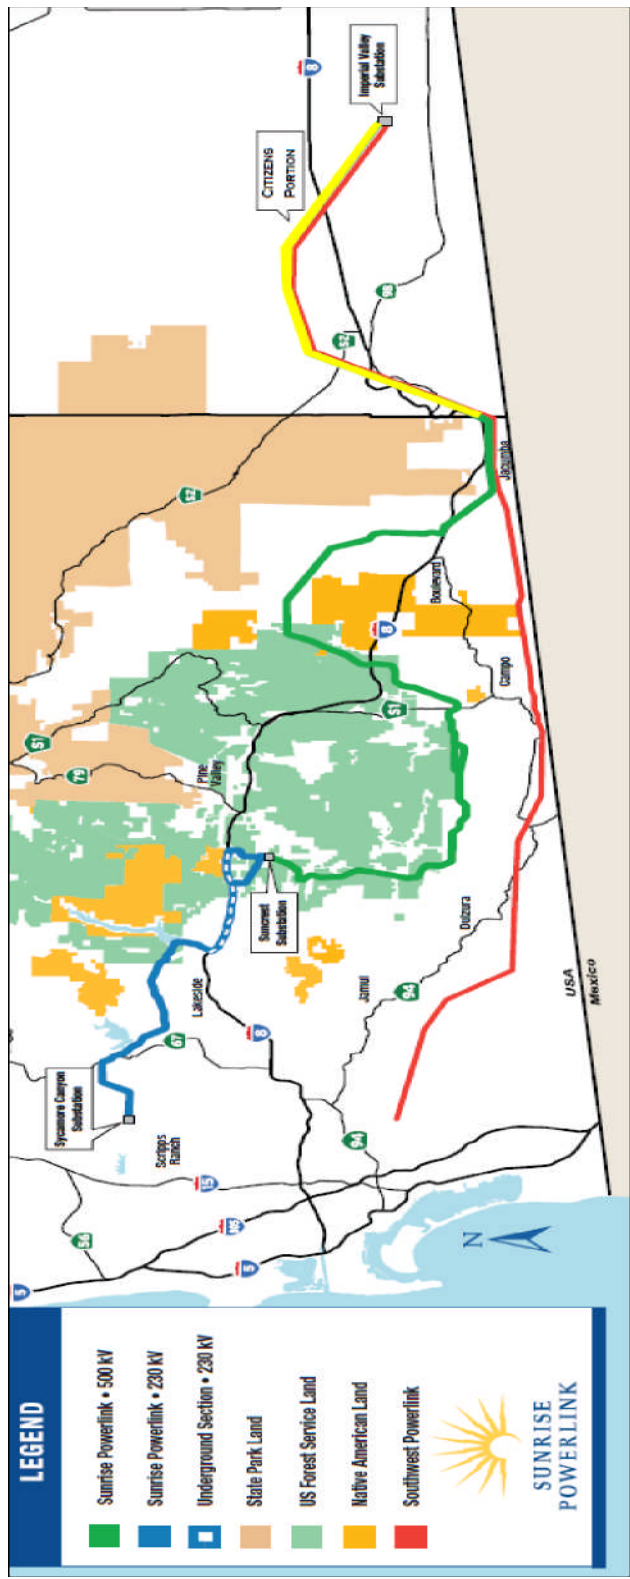 LEGEND
Sunrise Powerlink • 500 kV
Sunrise Powerlink • 230 kV
Underground Section • 230 kV
State Park Land
US Forest Service Land
Native American Land
Southwest Powerlink
SUNRISE
POWERLINK
N
5
56
5
805
15
Scripps
Ranch
Sycamore Canyon
Substation
67
Lakeside
8
94
94
Jamul
Dulzura
USA
Mexico
Suncrest
Substation
Pine
Valley
79
S1
S1
Campo
8
Boulevard
S2
Jacumba
S2
98
CITIZENS
PORTION
8
Imperial Valley
Substation